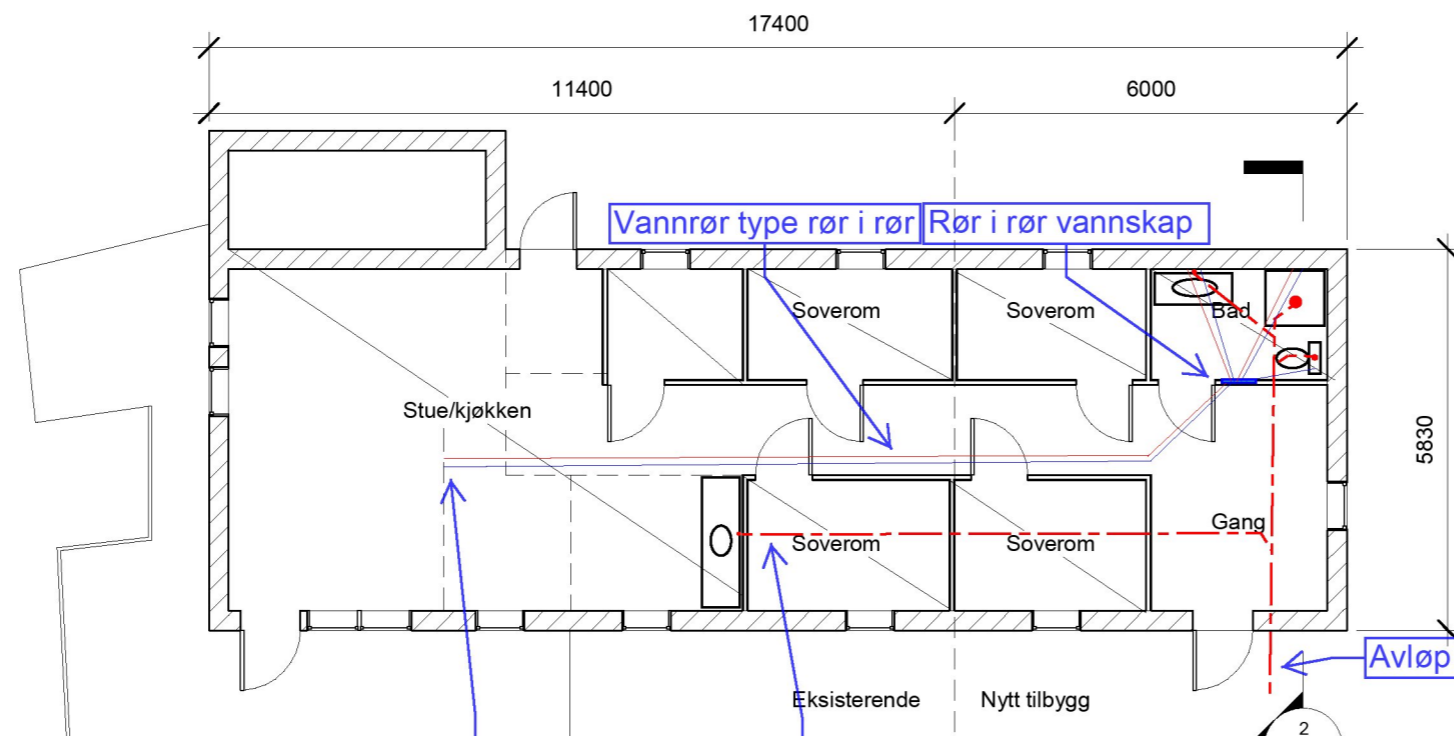 17400
11400
6000
Vannrør type rør i rør
Rør i rør vannskap
Soverom
Soverom
Bad
Stue/kjøkken
5830
Soverom
Soverom
Gang
Avløp
Eksisterende
Nytt tilbygg
2